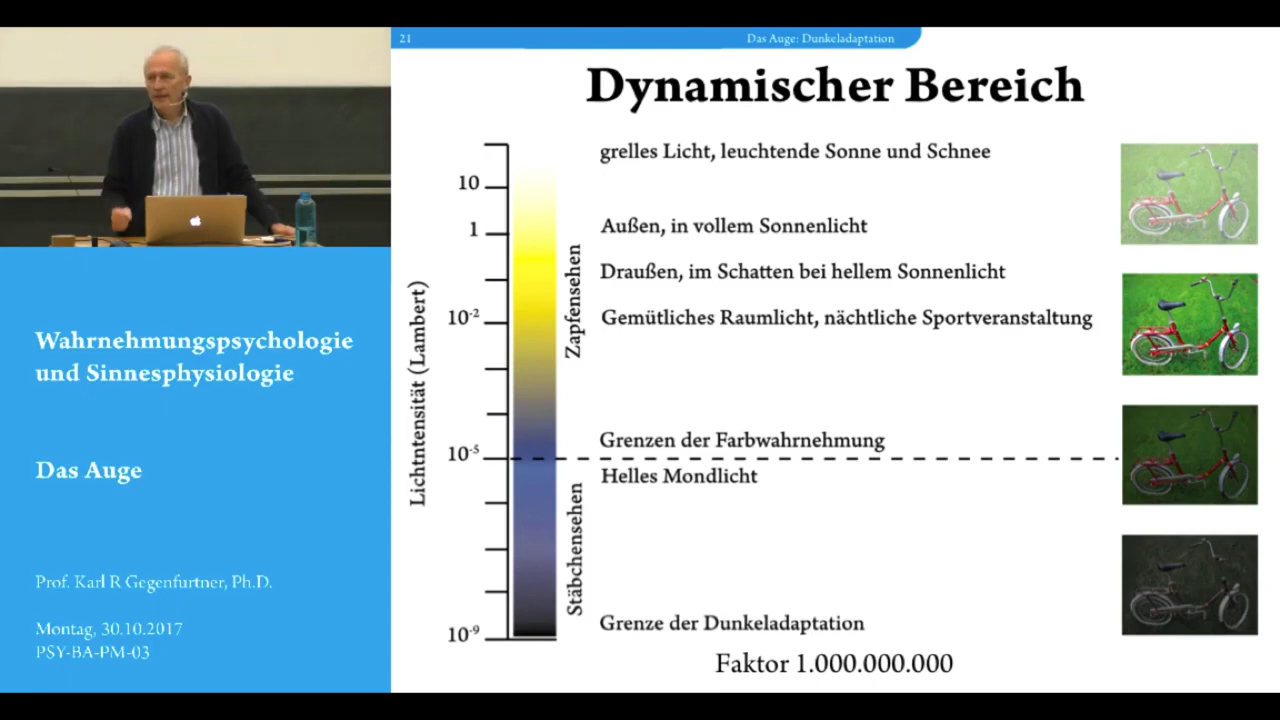 21
Das Auge: Dunkeladaptation
Dynamischer Bereich
grelles Licht, leuchtende Sonne und Schnee
10
Außen, in vollem Sonnenlicht
1
Draußen, im Schatten bei hellem Sonnenlicht
Gemütliches Raumlicht, nächtliche Sportveranstaltung
10⁻²
Zapfensehen
Lichtntensität (Lambert)
Grenzen der Farbwahrnehmung
10⁻⁵
Helles Mondlicht
Stäbchensehen
Grenze der Dunkeladaptation
10⁻⁹
Faktor 1.000.000.000
Wahrnehmungspsychologie
und Sinnesphysiologie
Das Auge
Prof. Karl R Gegenfurtner, Ph.D.
Montag, 30.10.2017
PSY-BA-PM-03